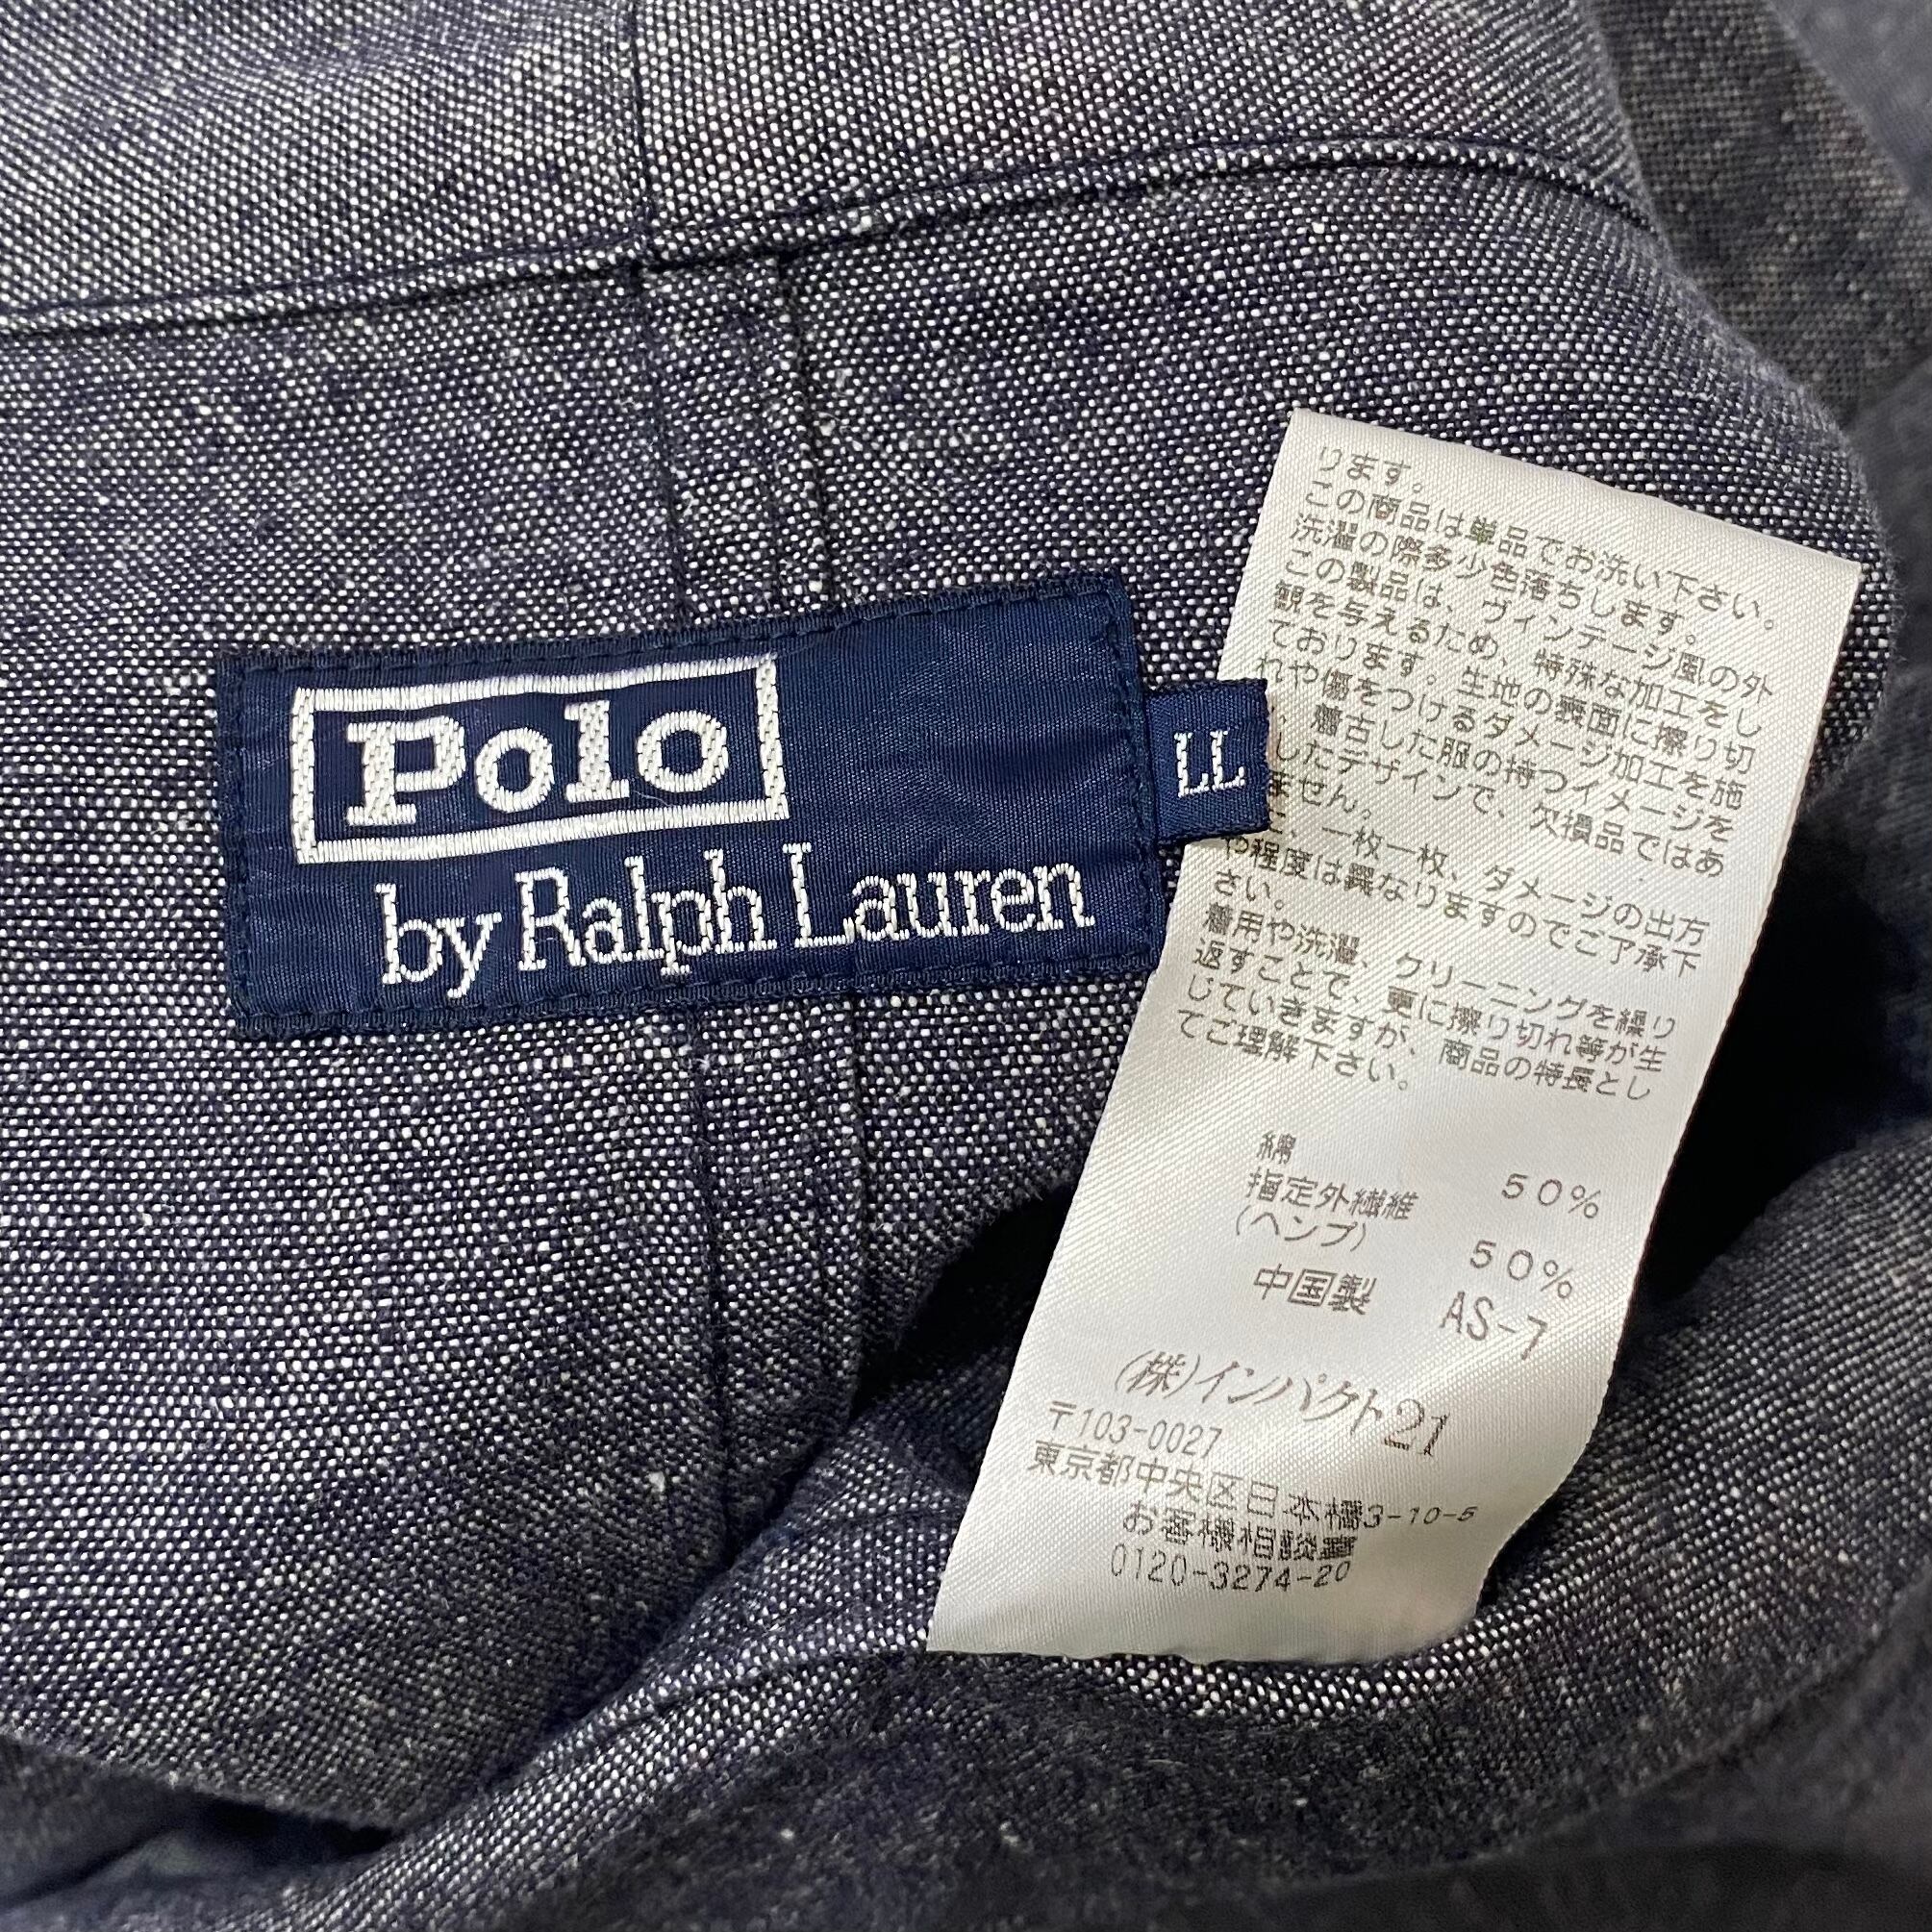 Polo
by Ralph Lauren
LL
ります。
この商品は単品でお洗い下さい。
洗濯の際多少色落ちします。
この製品は、ヴィンテージ風の外
観を与えるため、特殊な加工をし
ております。生地の表面に擦り切
れや傷をつけるダメージ加工を施
着古した服の持つイメージを
したデザインで、欠損品ではあ
ません。
一枚一枚、ダメージの出方
や程度は異なりますのでご了承下
さい。
着用や洗濯、クリーニングを繰り
返すことで、更に擦り切れ等が生
じていきますが、商品の特長とし
てご理解下さい。
綿 50%
指定外繊維
(ヘンプ) 50%
中国製 AS-7
(株)インパクト21
〒103-0027
東京都中央区日本橋3-10-5
お客様相談室
0120-3274-20